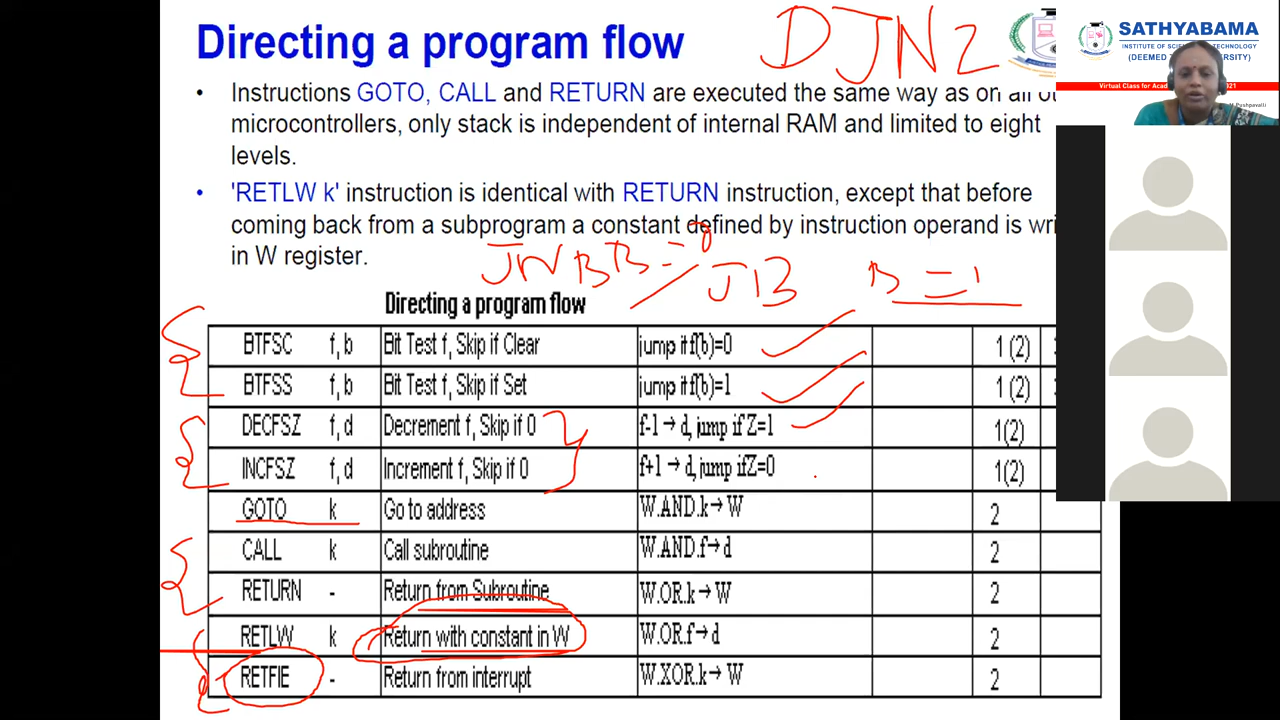 Directing a program flow
DJNZ
SATHYABAMA
INSTITUTE OF SCIENCE TECHNOLOGY
(DEEMED
Virtual Class for Acade
2021
Pushpavalli
• Instructions GOTO, CALL and RETURN are executed the same way as on all
microcontrollers, only stack is independent of internal RAM and limited to eight
levels.
• 'RETLW k' instruction is identical with RETURN instruction, except that before
coming back from a subprogram a constant defined by instruction operand is
in W register.
JNB B=0 / JB B=1
Directing a program flow
BTFSC f, b Bit Test f, Skip if Clear jump if f(b)=0 1 (2)
BTFSS f, b Bit Test f, Skip if Set jump if f(b)=1 1 (2)
DECFSZ f, d Decrement f, Skip if 0 f-1 → d, jump if Z=1 1(2)
INCFSZ f, d Increment f, Skip if 0 f+1 → d, jump ifZ=0 1(2)
GOTO k Go to address W.AND.k → W 2
CALL k Call subroutine W.AND.f → d 2
RETURN - Return from Subroutine W.OR.k → W 2
RETLW k Return with constant in W W.OR.f → d 2
RETFIE - Return from interrupt W.XOR.k → W 2